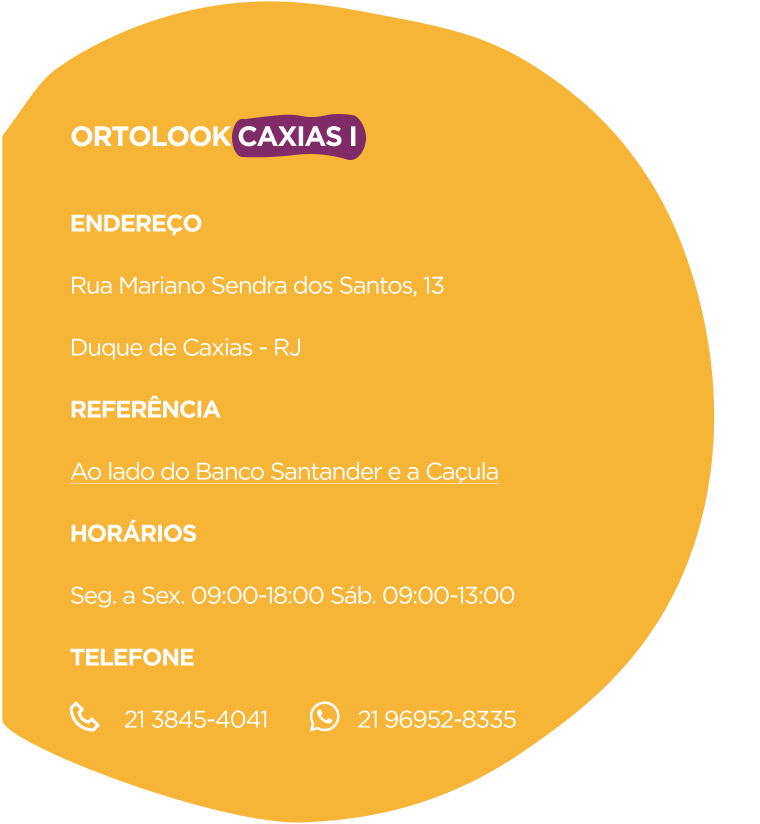 ORTOLOOK CAXIAS I
ENDEREÇO
Rua Mariano Sendra dos Santos, 13
Duque de Caxias - RJ
REFERÊNCIA
Ao lado do Banco Santander e a Caçula
HORÁRIOS
Seg. a Sex. 09:00-18:00 Sáb. 09:00-13:00
TELEFONE
21 3845-4041 21 96952-8335